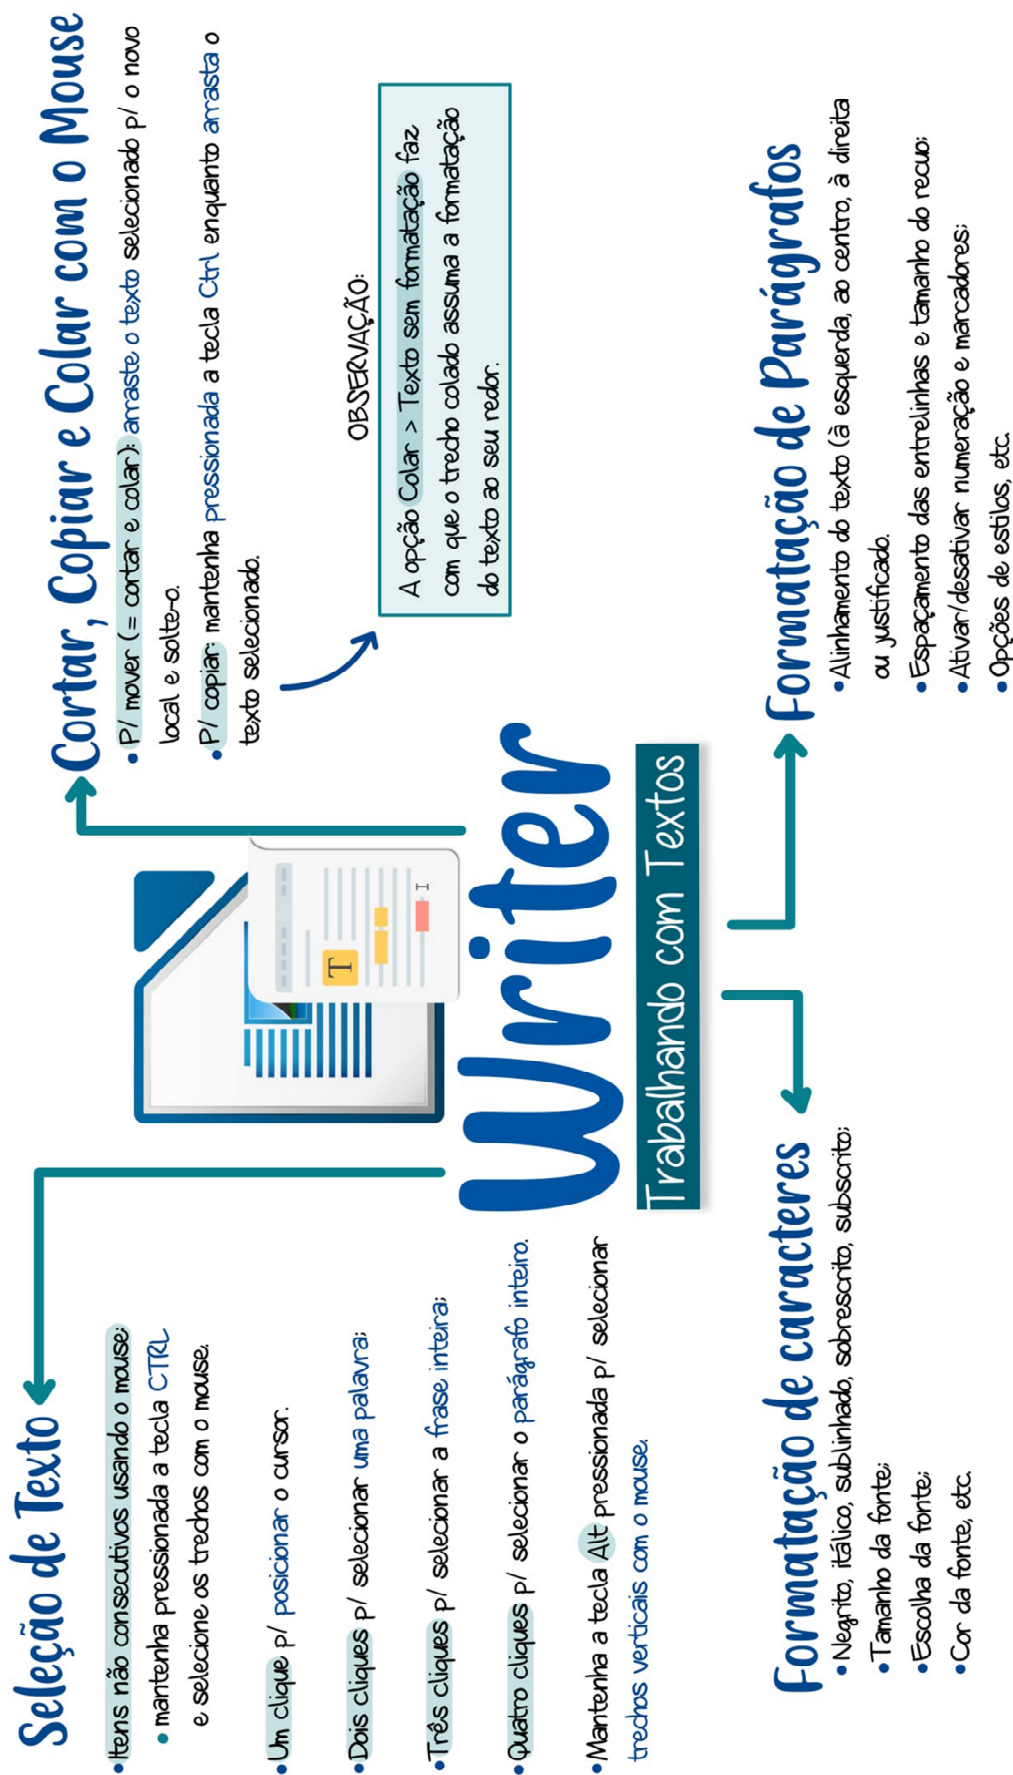 Seleção de Texto
• Itens não consecutivos usando o mouse:
• mantenha pressionada a tecla CTRL
e selecione os trechos com o mouse.
• Um clique p/ posicionar o cursor.
• Dois cliques p/ selecionar uma palavra;
• Três cliques p/ selecionar a frase inteira;
• Quatro cliques p/ selecionar o parágrafo inteiro.
• Mantenha a tecla Alt pressionada p/ selecionar
trechos verticais com o mouse.
Cortar, Copiar e Colar com o Mouse
• P/ mover (= cortar e colar): arraste o texto selecionado p/ o novo
local e solte-o.
• P/ copiar: mantenha pressionada a tecla Ctrl enquanto arrasta o
texto selecionado.
OBSERVAÇÃO:
A opção Colar > Texto sem formatação faz
com que o trecho colado assuma a formatação
do texto ao seu redor.
T
I
Writer
Trabalhando com Textos
Formatação de caracteres
• Negrito, itálico, sublinhado, sobrescrito, subscrito;
• Tamanho da fonte;
• Escolha da fonte;
• Cor da fonte, etc.
Formatação de Parágrafos
• Alinhamento do texto (à esquerda, ao centro, à direita
ou justificado.
• Espaçamento das entrelinhas e tamanho do recuo;
• Ativar/desativar numeração e marcadores;
• Opções de estilos, etc.